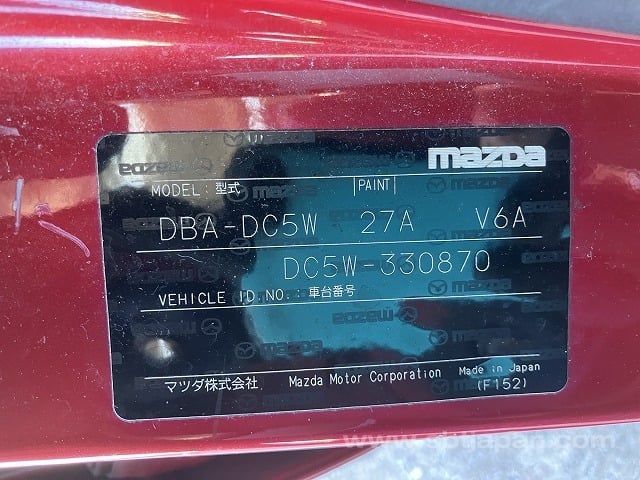 mazda
MODEL : 型式 PAINT
DBA-DC5W 27A V6A
DC5W-330870
VEHICLE ID.NO. 車台番号
マツダ株式会社 Mazda Motor Corporation Made in Japan
(F152)